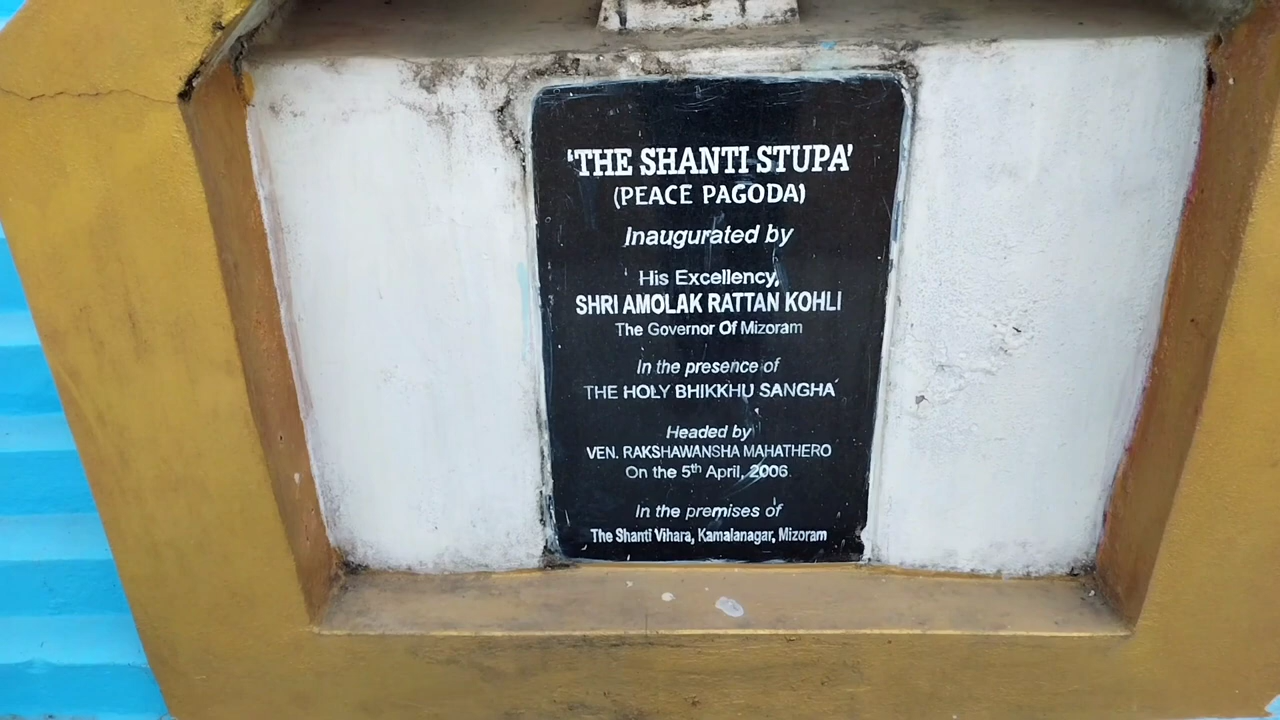 ‘THE SHANTI STUPA’
(PEACE PAGODA)
Inaugurated by
His Excellency,
SHRI AMOLAK RATTAN KOHLI
The Governor Of Mizoram
In the presence of
THE HOLY BHIKKHU SANGHA
Headed by
VEN. RAKSHAWANSHA MAHATHERO
On the 5th April, 2006
In the premises of
The Shanti Vihara, Kamalanagar, Mizoram